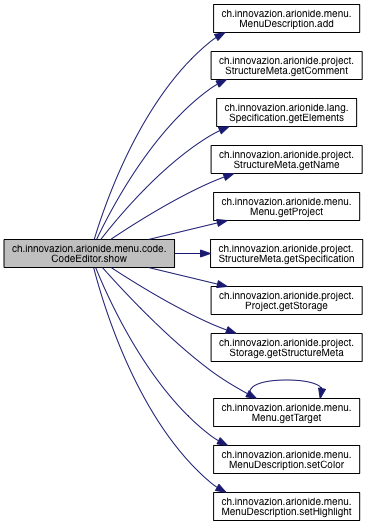 ch.innovazion.arionide.menu.
MenuDescription.add
ch.innovazion.arionide.project.
StructureMeta.getComment
ch.innovazion.arionide.lang.
Specification.getElements
ch.innovazion.arionide.project.
StructureMeta.getName
ch.innovazion.arionide.menu.
Menu.getProject
ch.innovazion.arionide.menu.code.
CodeEditor.show
ch.innovazion.arionide.project.
StructureMeta.getSpecification
ch.innovazion.arionide.project.
Project.getStorage
ch.innovazion.arionide.project.
Storage.getStructureMeta
ch.innovazion.arionide.menu.
Menu.getTarget
ch.innovazion.arionide.menu.
MenuDescription.setColor
ch.innovazion.arionide.menu.
MenuDescription.setHighlight